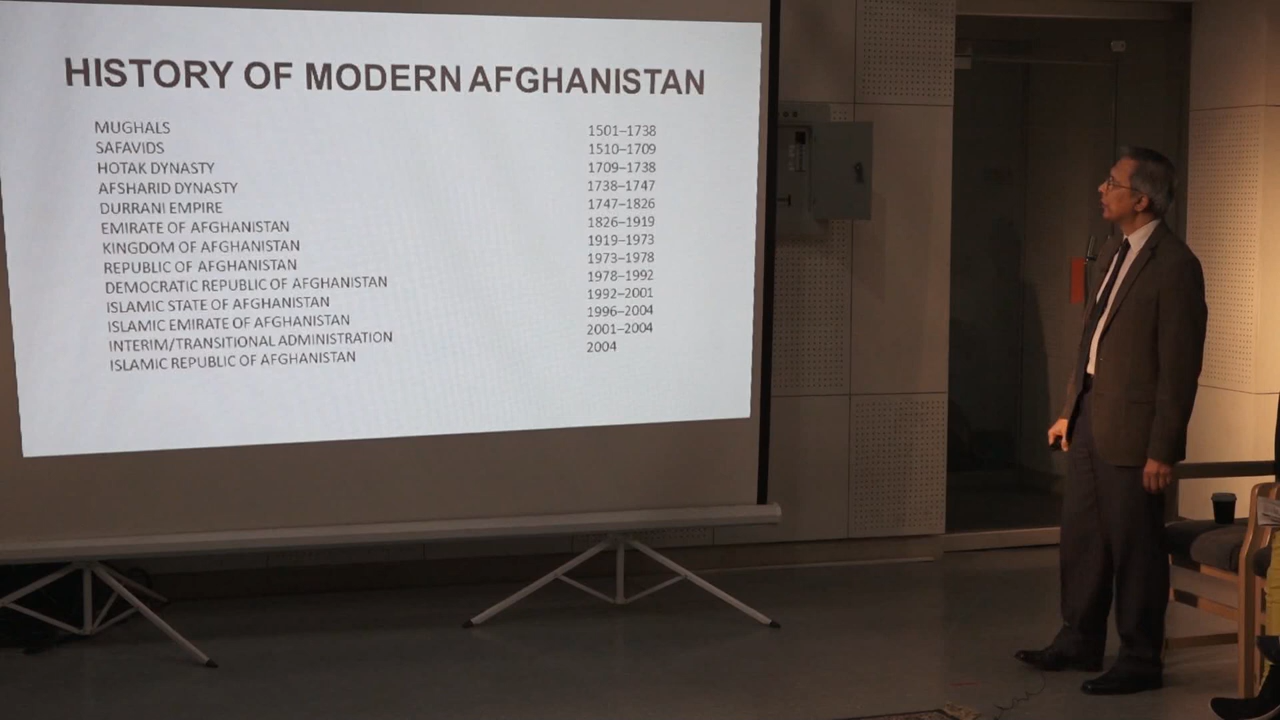 HISTORY OF MODERN AFGHANISTAN
MUGHALS 1501–1738
SAFAVIDS 1510–1709
HOTAK DYNASTY 1709–1738
AFSHARID DYNASTY 1738–1747
DURRANI EMPIRE 1747–1826
EMIRATE OF AFGHANISTAN 1826–1919
KINGDOM OF AFGHANISTAN 1919–1973
REPUBLIC OF AFGHANISTAN 1973–1978
DEMOCRATIC REPUBLIC OF AFGHANISTAN 1978–1992
ISLAMIC STATE OF AFGHANISTAN 1992–2001
ISLAMIC EMIRATE OF AFGHANISTAN 1996–2004
INTERIM/TRANSITIONAL ADMINISTRATION 2001–2004
ISLAMIC REPUBLIC OF AFGHANISTAN 2004